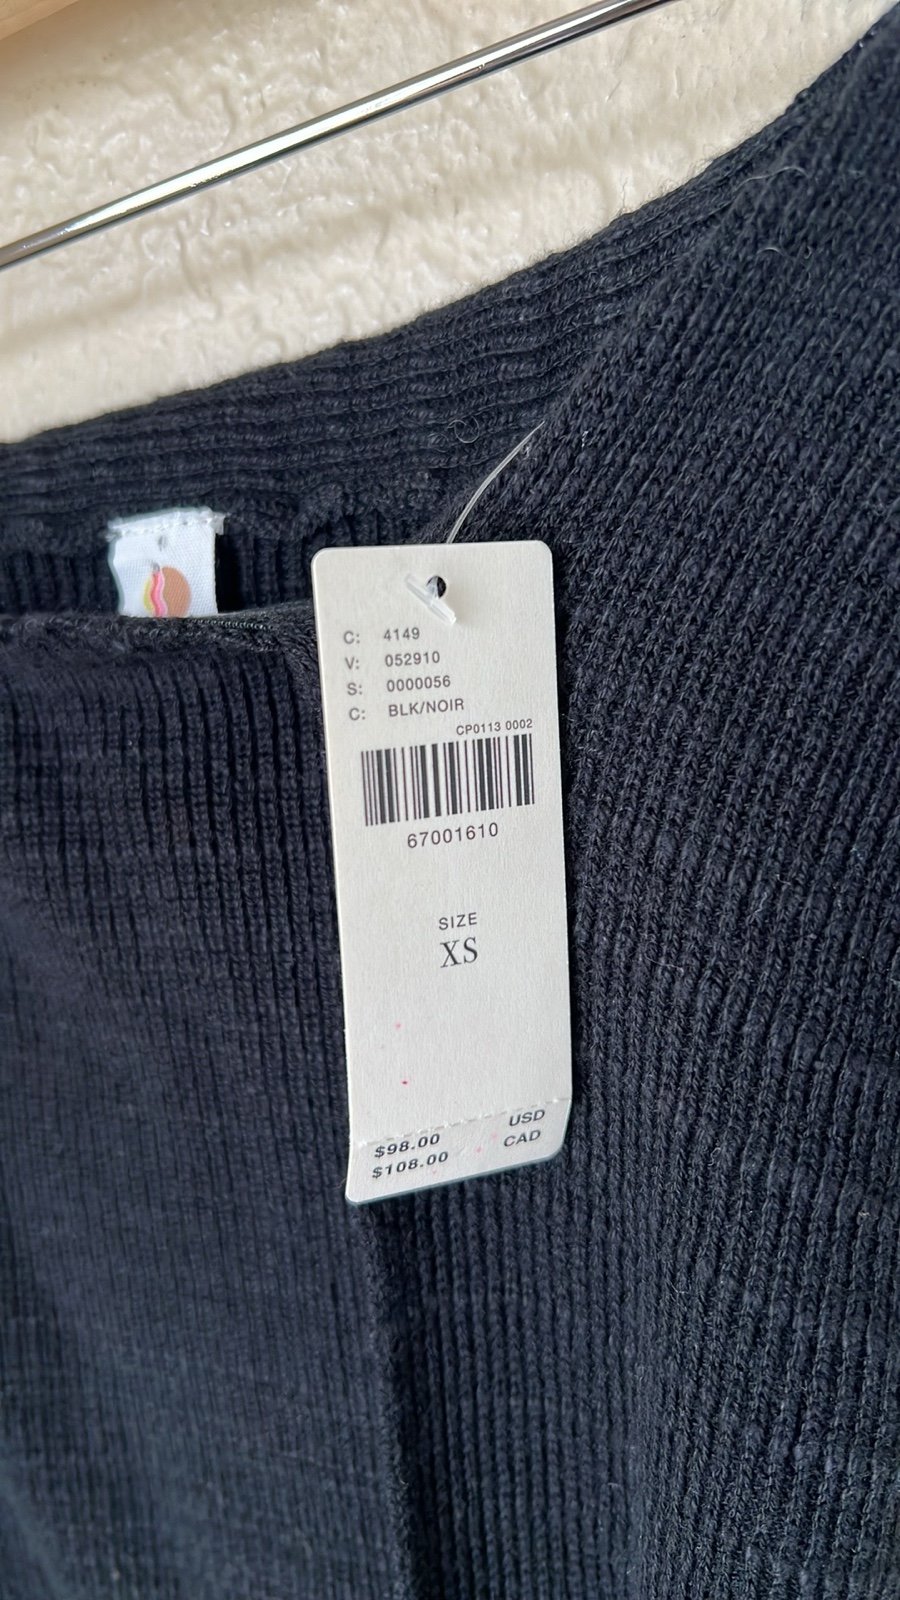 C: 4149
V: 052910
S: 0000056
C: BLK/NOIR
CP0113 0002
67001610
SIZE
XS
$98.00 USD
$108.00 CAD